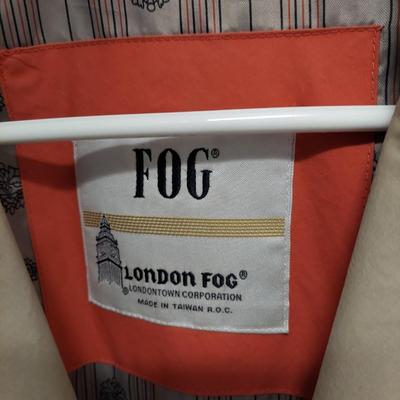 FOG®
LONDON FOG®
®LONDONTOWN CORPORATION
MADE IN TAIWAN R.O.C.